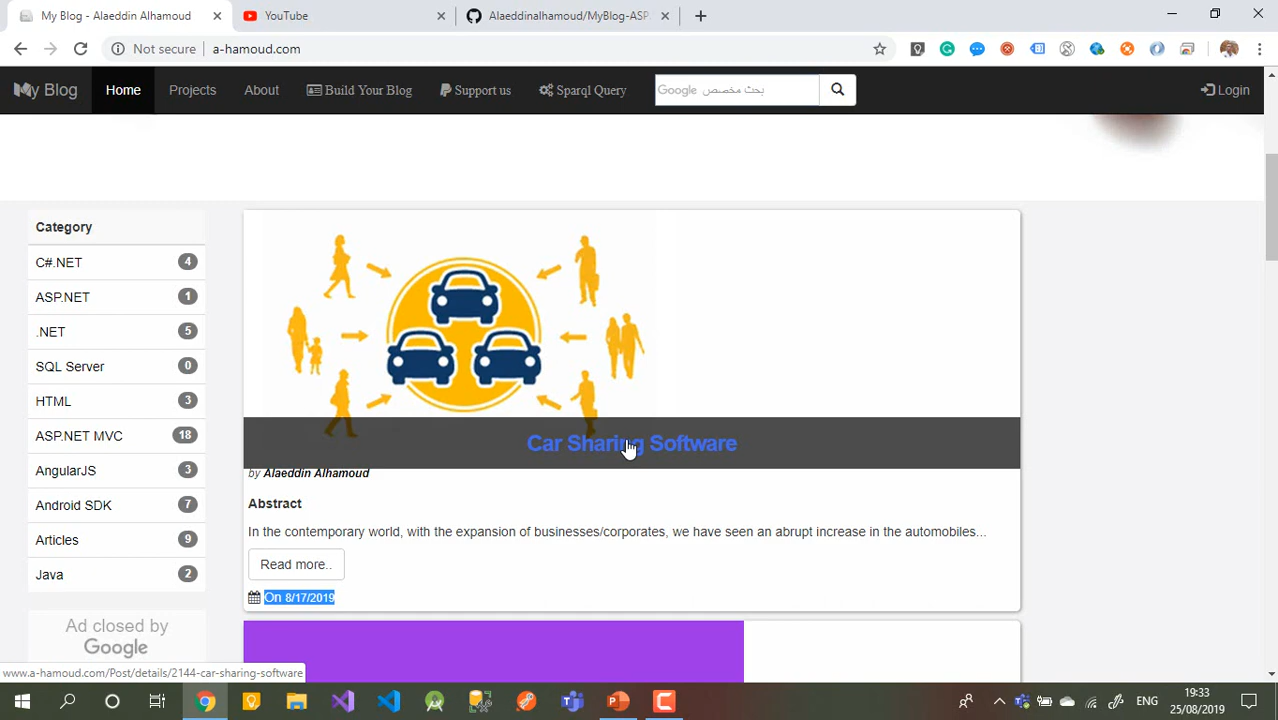 My Blog - Alaeddin Alhamoud
YouTube
Alaeddinalhamoud/MyBlog-ASP.
Not secure
a-hamoud.com
My Blog
Home
Projects
About
Build Your Blog
Support us
Sparql Query
Google بحث مخصص
Login
Category
C#.NET 4
ASP.NET 1
.NET 5
SQL Server 0
HTML 3
ASP.NET MVC 18
AngularJS 3
Android SDK 7
Articles 9
Java 2
Ad closed by
Google
Car Sharing Software
by Alaeddin Alhamoud
Abstract
In the contemporary world, with the expansion of businesses/corporates, we have seen an abrupt increase in the automobiles...
Read more..
On 8/17/2019
www.a-hamoud.com/Post/details/2144-car-sharing-software
ENG
19:33
25/08/2019